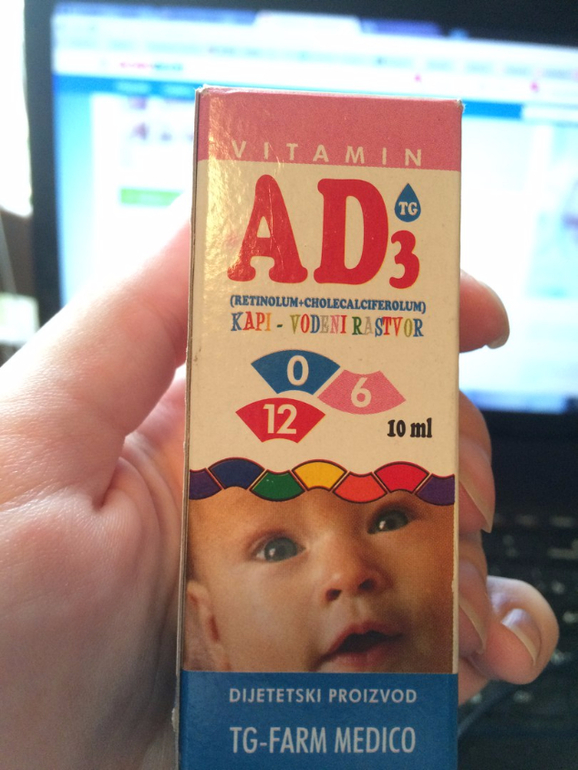 VITAMIN
AD3
TG
(RETINOLUM+CHOLECALCIFEROLUM)
KAPI - VODENI RASTVOR
0
6
12
10 ml
DIJETETSKI PROIZVOD
TG-FARM MEDICO